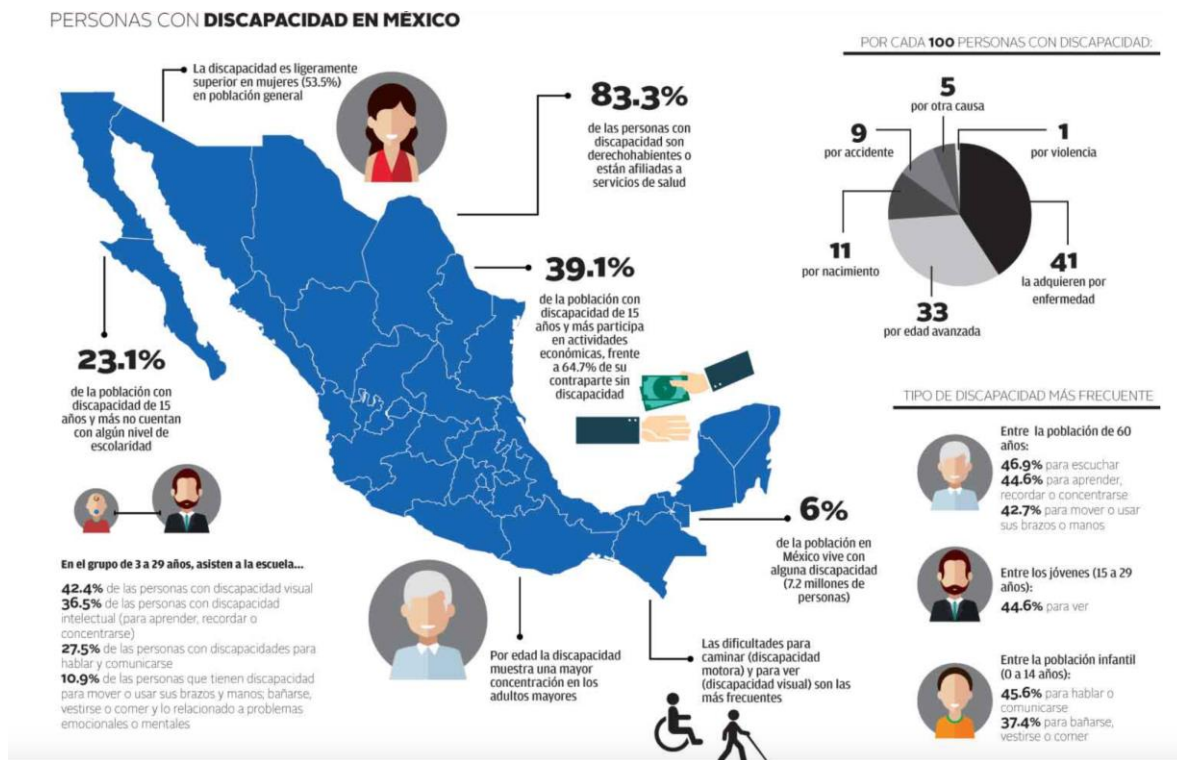 PERSONAS CON DISCAPACIDAD EN MÉXICO
La discapacidad es ligeramente
superior en mujeres (53.5%)
en población general
83.3%
de las personas con
discapacidad son
derechohabientes o
están afiliadas a
servicios de salud
39.1%
de la población con
discapacidad de 15
años y más participa
en actividades
económicas, frente
a 64.7% de su
contraparte sin
discapacidad
23.1%
de la población con
discapacidad de 15
años y más no cuentan
con algún nivel de
escolaridad
En el grupo de 3 a 29 años, asisten a la escuela...
42.4% de las personas con discapacidad visual
36.5% de las personas con discapacidad
intelectual (para aprender, recordar o
concentrarse)
27.5% de las personas con discapacidades para
hablar y comunicarse
10.9% de las personas que tienen discapacidad
para mover o usar sus brazos y manos; bañarse,
vestirse o comer y lo relacionado a problemas
emocionales o mentales
Por edad la discapacidad
muestra una mayor
concentración en los
adultos mayores
6%
de la población en
México vive con
alguna discapacidad
(7.2 millones de
personas)
Las dificultades para
caminar (discapacidad
motora) y para ver
(discapacidad visual) son las
más frecuentes
POR CADA 100 PERSONAS CON DISCAPACIDAD:
5
por otra causa
9
por accidente
1
por violencia
11
por nacimiento
41
la adquieren por
enfermedad
33
por edad avanzada
TIPO DE DISCAPACIDAD MÁS FRECUENTE
Entre la población de 60
años:
46.9% para escuchar
44.6% para aprender,
recordar o concentrarse
42.7% para mover o usar
sus brazos o manos
Entre los jóvenes (15 a 29
años):
44.6% para ver
Entre la población infantil
(0 a 14 años):
45.6% para hablar o
comunicarse
37.4% para bañarse,
vestirse o comer